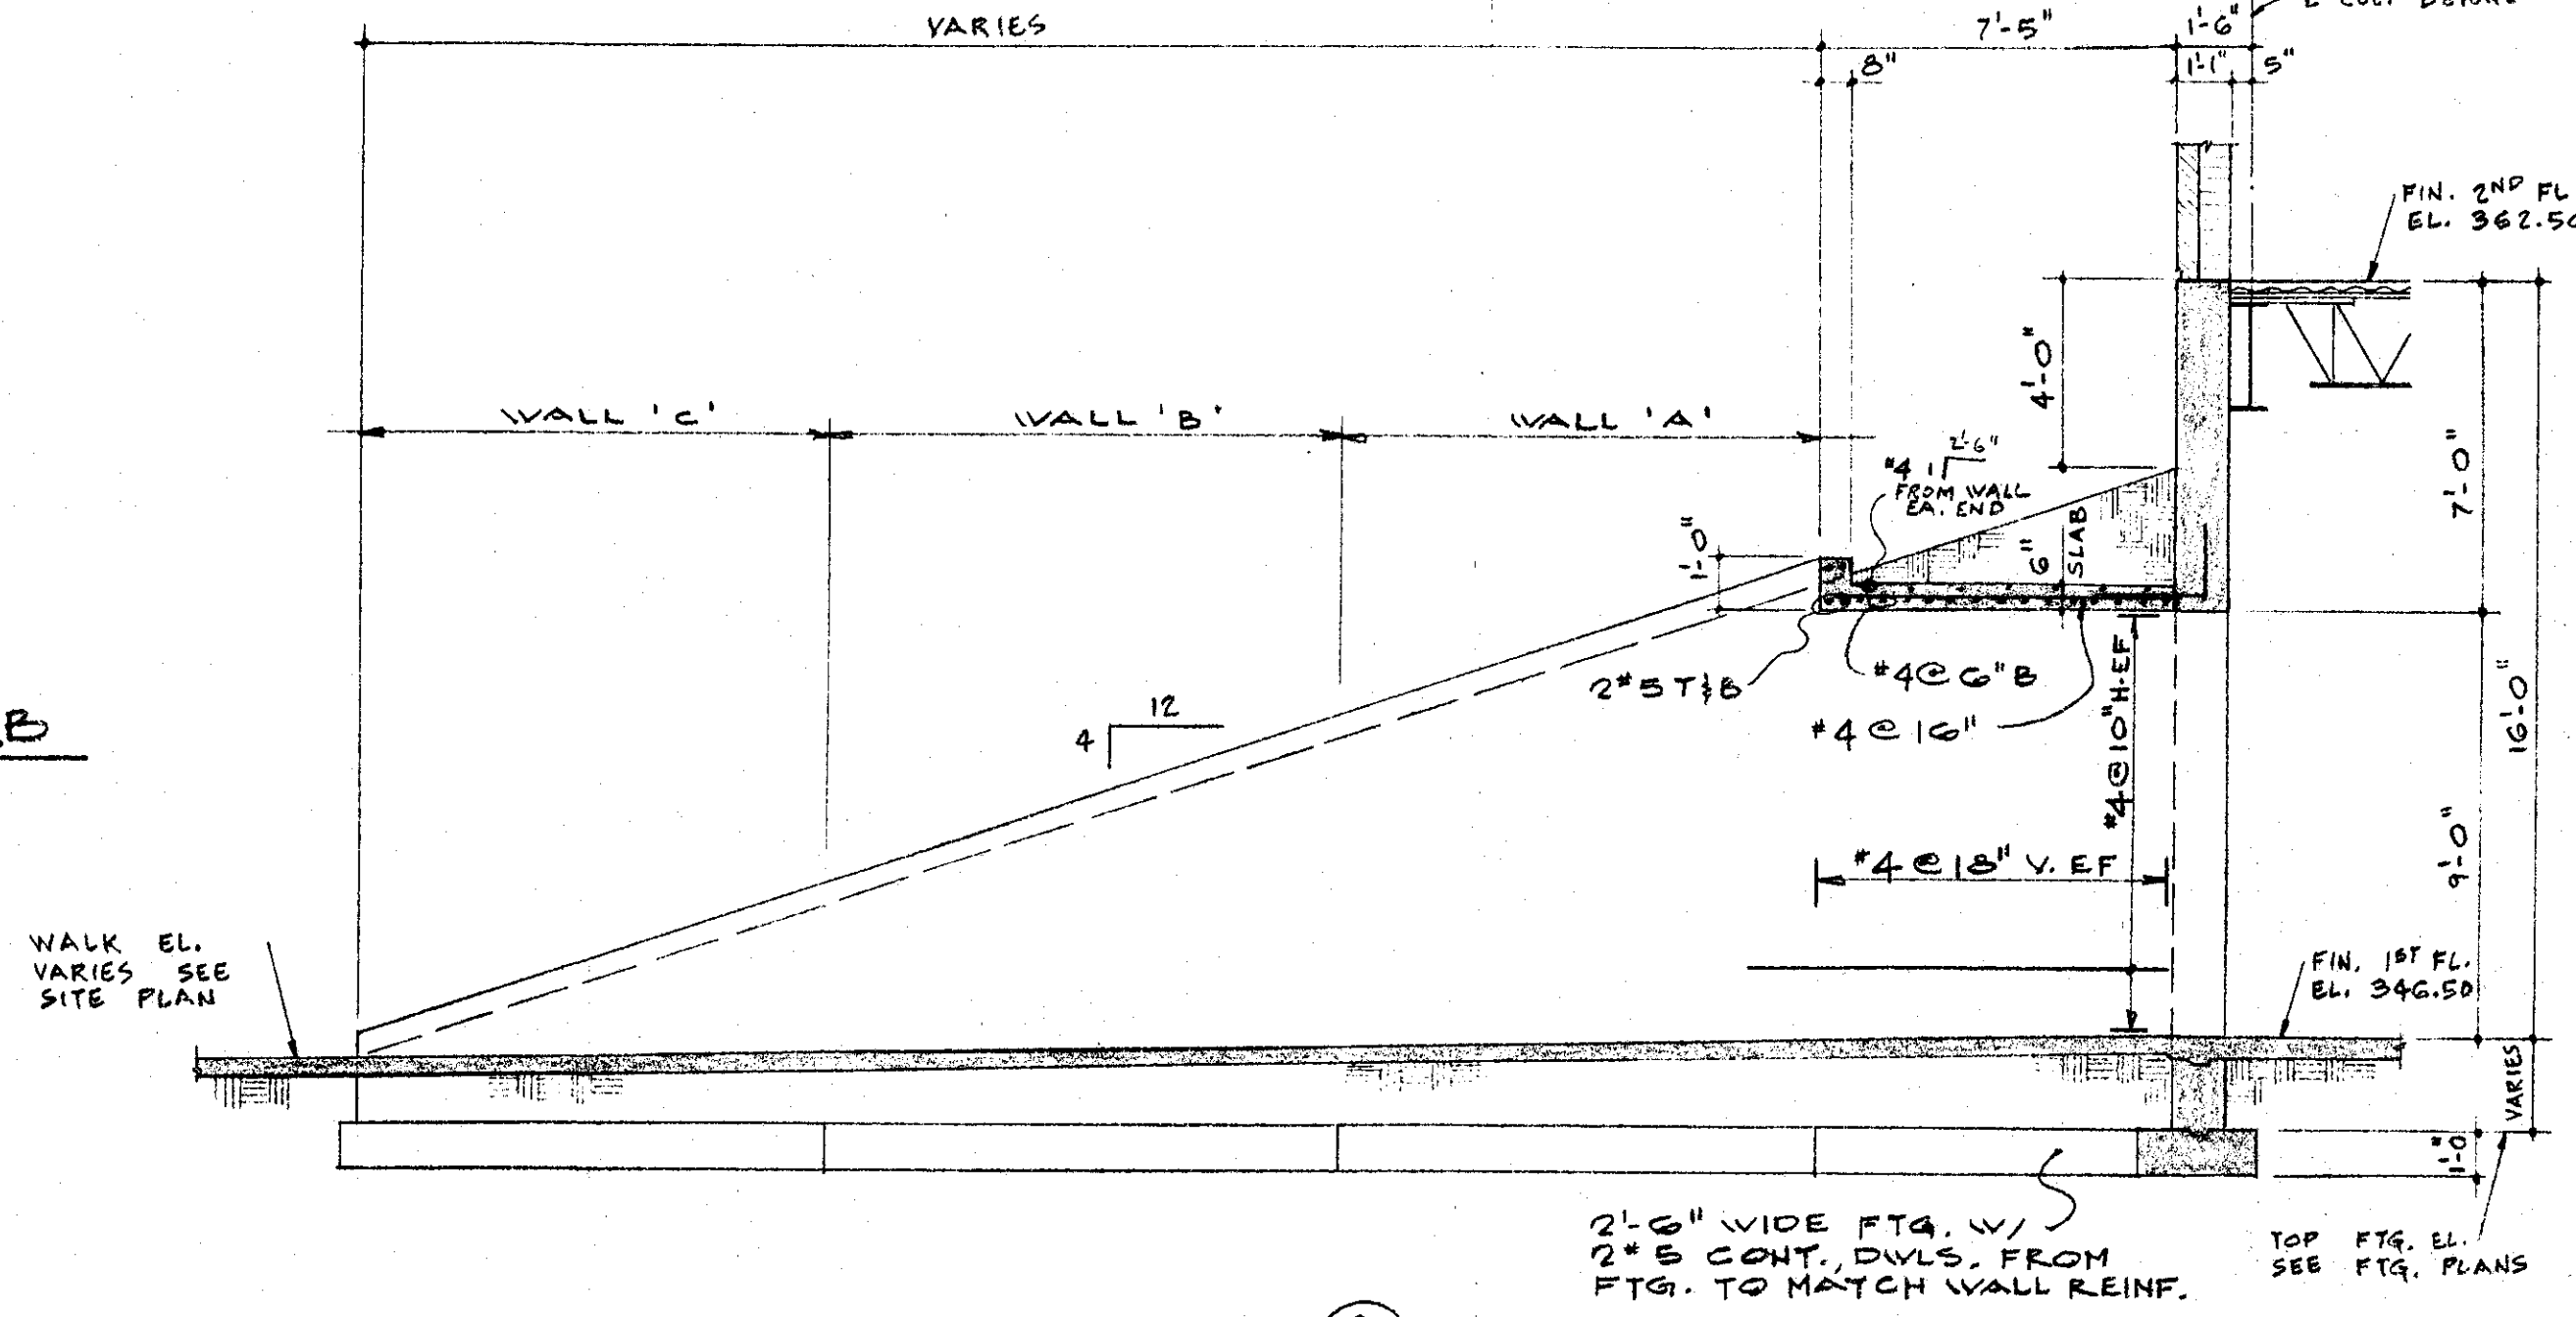 VARIES
7'-5"
1'-6"
8"
1'-1"
5"
FIN. 2ND FL
EL. 362.50
4'-0"
7'-0"
WALL 'C'
WALL 'B'
WALL 'A'
#4
2'-6"
FROM WALL
EA. END
1'-0"
6" SLAB
2#5 T&B
#4@6"B
#4@16"
#4@10"H.EF
#4@18" V. EF
12
4
16'-0"
9'-0"
WALK EL.
VARIES SEE
SITE PLAN
FIN. 1ST FL.
EL. 346.50
VARIES
1'-0"
2'-6" WIDE FTG. W/
2#5 CONT., DWLS. FROM
FTG. TO MATCH WALL REINF.
TOP FTG. EL.
SEE FTG. PLANS